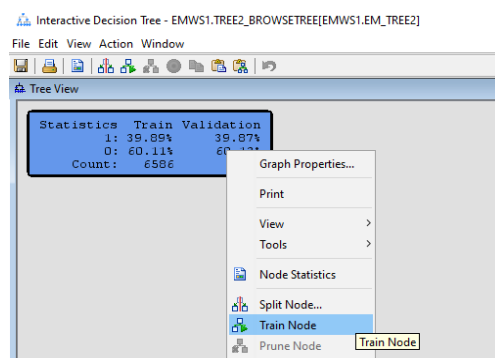 Interactive Decision Tree - EMWS1.TREE2_BROWSETREE[EMWS1.EM_TREE2]
File Edit View Action Window
Tree View
Statistics Train Validation
1: 39.89% 39.87%
0: 60.11%
Count: 6586
Graph Properties...
Print
View
Tools
Node Statistics
Split Node...
Train Node
Train Node
Prune Node